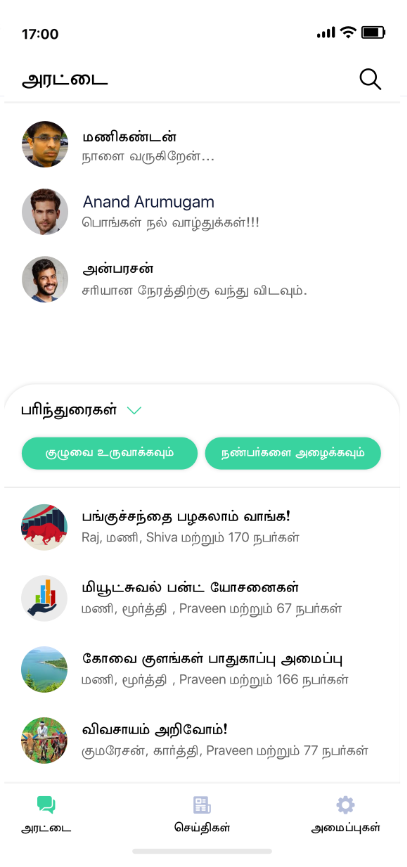 17:00
அரட்டை
மணிகண்டன்
நாளை வருகிறேன்...
Anand Arumugam
பொங்கள் நல் வாழ்துக்கள்!!!
அன்பரசன்
சரியான நேரத்திற்கு வந்து விடவும்.
பரிந்துரைகள்
குழுவை உருவாக்கவும்
நண்பர்களை அழைக்கவும்
பங்குச்சந்தை பழகலாம் வாங்க!
Raj, மணி, Shiva மற்றும் 170 நபர்கள்
மியூட்சுவல் பன்ட் யோசனைகள்
மணி, மூர்த்தி , Praveen மற்றும் 67 நபர்கள்
கோவை குளங்கள் பாதுகாப்பு அமைப்பு
மணி, மூர்த்தி , Praveen மற்றும் 166 நபர்கள்
விவசாயம் அறிவோம்!
குமரேசன், கார்த்தி, Praveen மற்றும் 77 நபர்கள்
அரட்டை
செய்திகள்
அமைப்புகள்